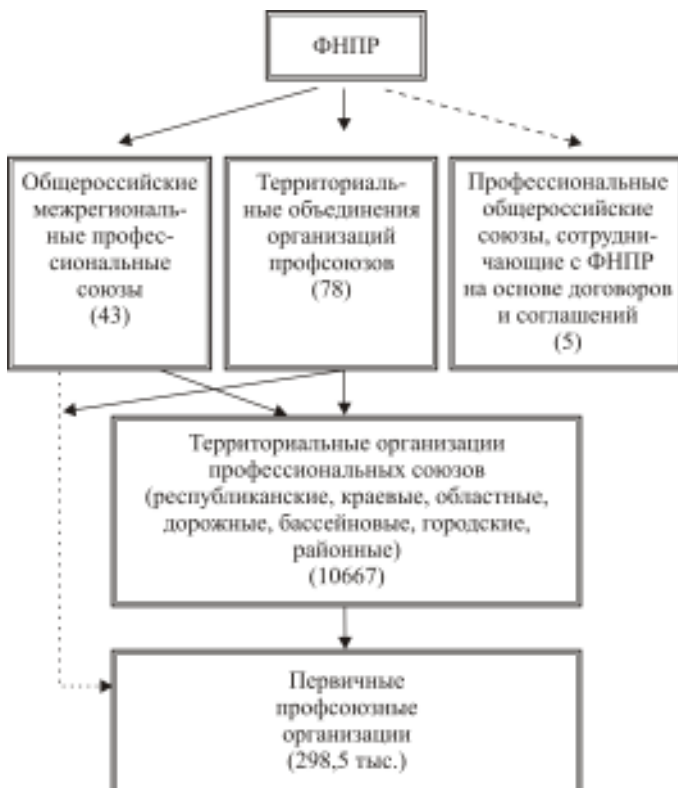 ФНПР
Общероссийские
межрегиональ-
ные профес-
сиональные
союзы
(43)
Территориаль-
ные объединения
организаций
профсоюзов
(78)
Профессиональные
общероссийские
союзы, сотрудни-
чающие с ФНПР
на основе договоров
и соглашений
(5)
Территориальные организации
профессиональных союзов
(республиканские, краевые, областные,
дорожные, бассейновые, городские,
районные)
(10667)
Первичные
профсоюзные
организации
(298,5 тыс.)